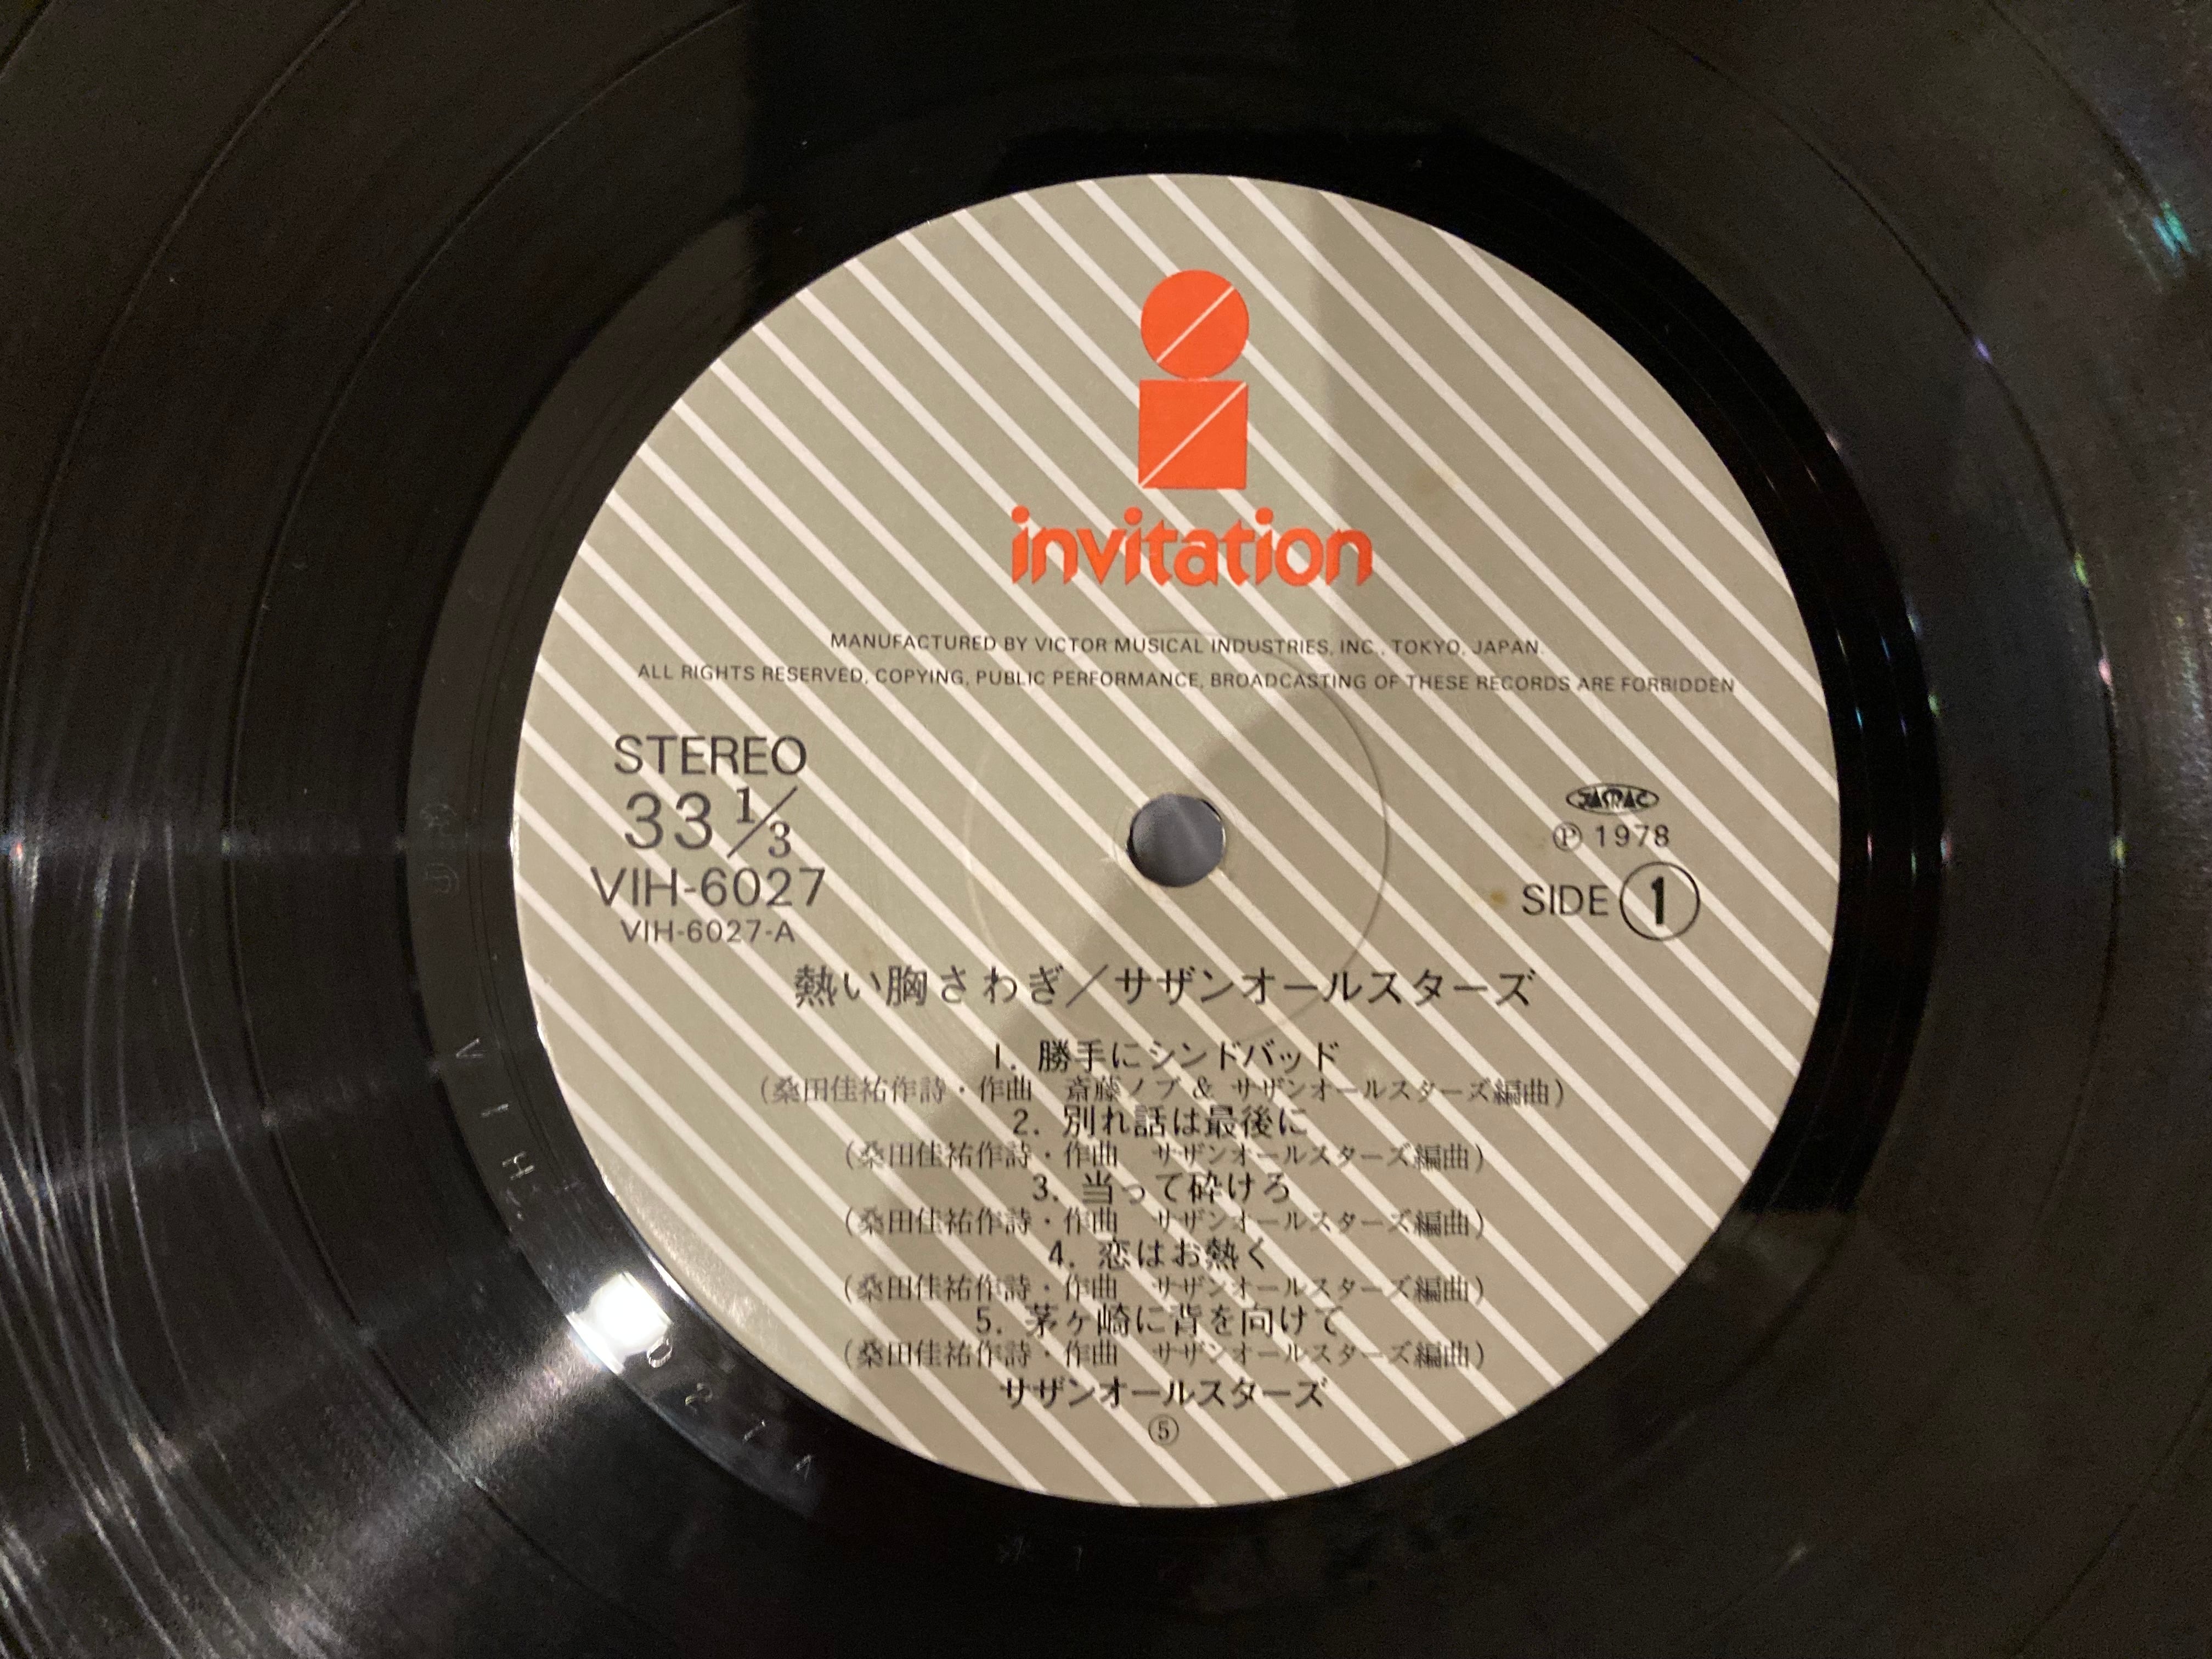 invitation
MANUFACTURED BY VICTOR MUSICAL INDUSTRIES, INC., TOKYO, JAPAN.
ALL RIGHTS RESERVED, COPYING, PUBLIC PERFORMANCE, BROADCASTING OF THESE RECORDS ARE FORBIDDEN
STEREO
33 1/3
VIH-6027
VIH-6027-A
JASRAC
Ⓟ 1978
SIDE 1
熱い胸さわぎ/サザンオールスターズ
1. 勝手にシンドバッド
(桑田佳祐作詩・作曲 斎藤ノブ & サザンオールスターズ編曲)
2. 別れ話は最後に
(桑田佳祐作詩・作曲 サザンオールスターズ編曲)
3. 当って砕けろ
(桑田佳祐作詩・作曲 サザンオールスターズ編曲)
4. 恋はお熱く
(桑田佳祐作詩・作曲 サザンオールスターズ編曲)
5. 茅ヶ崎に背を向けて
(桑田佳祐作詩・作曲 サザンオールスターズ編曲)
サザンオールスターズ
⑤